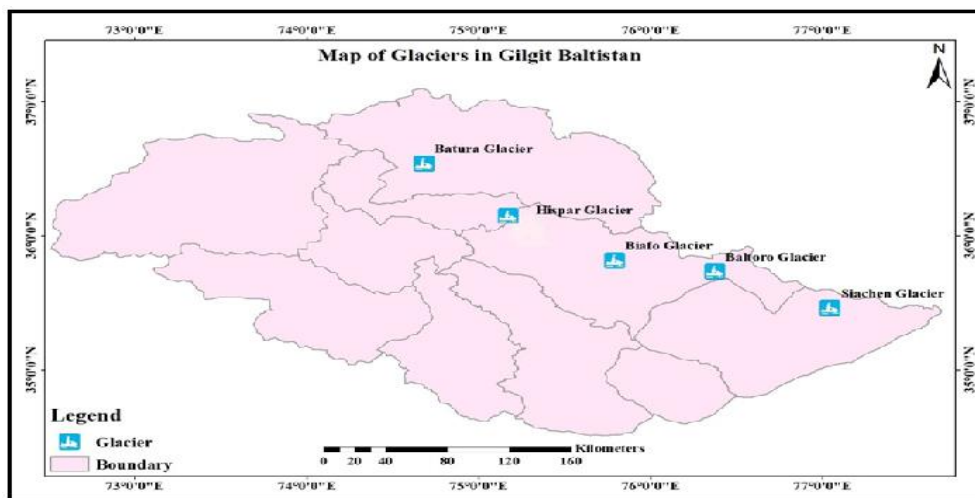 73°0'0"E 74°0'0"E 75°0'0"E 76°0'0"E 77°0'0"E
Map of Glaciers in Gilgit Baltistan
N
37°0'0"N 37°0'0"N
Batura Glacier
Hispar Glacier
36°0'0"N 36°0'0"N
Biafo Glacier
Baltoro Glacier
Siachen Glacier
35°0'0"N 35°0'0"N
Legend
Glacier
Boundary
Kilometers
0 20 40 80 120 160
73°0'0"E 74°0'0"E 75°0'0"E 76°0'0"E 77°0'0"E